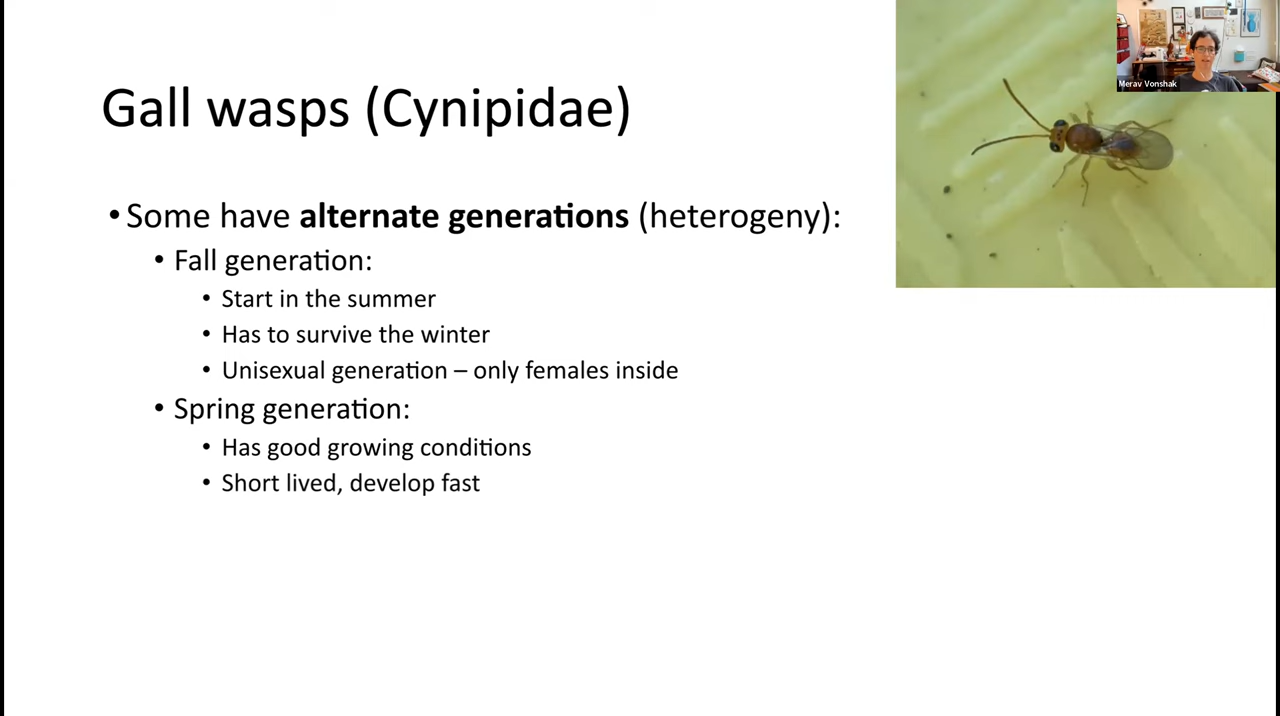 Merav Vonshak
Gall wasps (Cynipidae)
• Some have alternate generations (heterogeny):
• Fall generation:
• Start in the summer
• Has to survive the winter
• Unisexual generation – only females inside
• Spring generation:
• Has good growing conditions
• Short lived, develop fast